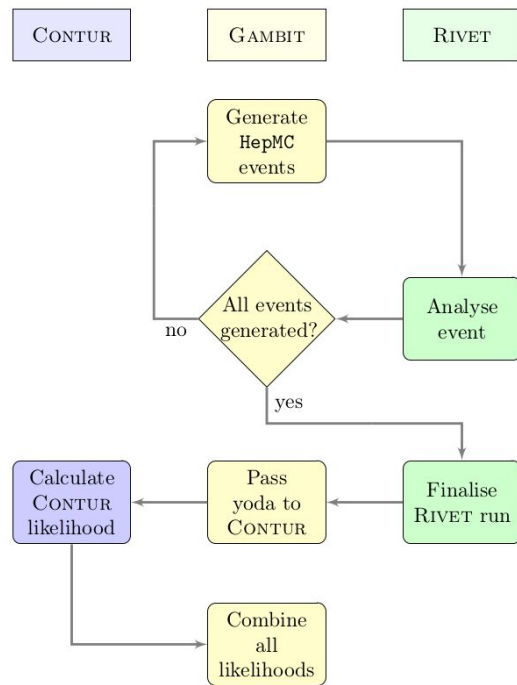 CONTUR
GAMBIT
RIVET
Generate
HepMC
events
All events
generated?
Analyse
event
no
yes
Calculate
CONTUR
likelihood
Pass
yoda to
CONTUR
Finalise
RIVET run
Combine
all
likelihoods